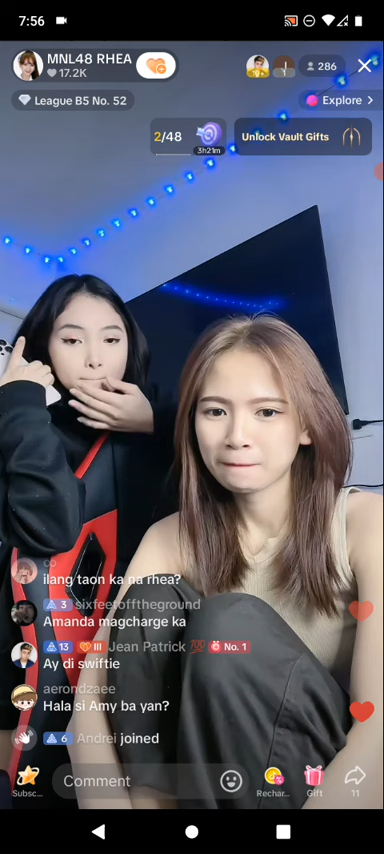 7:56
MNL48 RHEA
17.2K
286
League B5 No. 52
Explore >
2/48
3h21m
Unlock Vault Gifts
ilang taon ka na rhea?
3 sixfeetofftheground
Amanda magcharge ka
13 III Jean Patrick 💯 No. 1
Ay di swiftie
aerondzaee
Hala si Amy ba yan?
6 Andrei joined
Subsc...
Comment
Rechar...
Gift
11